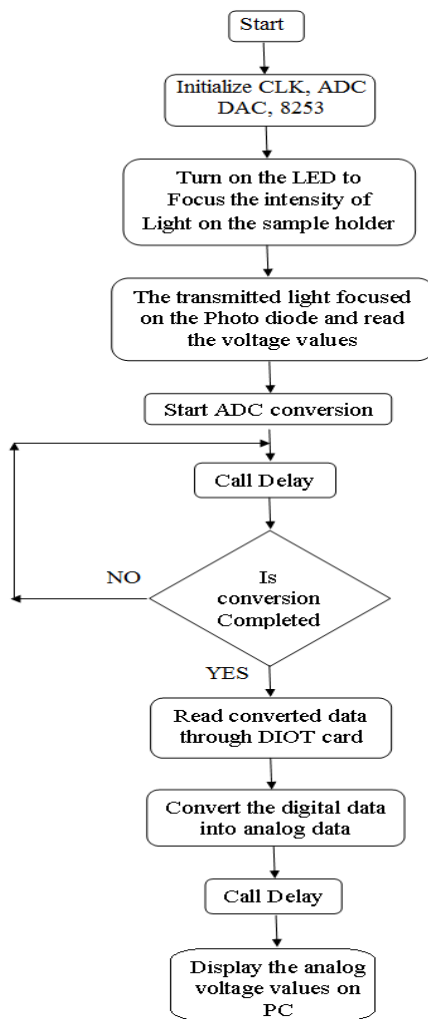 Start
Initialize CLK, ADC
DAC, 8253
Turn on the LED to
Focus the intensity of
Light on the sample holder
The transmitted light focused
on the Photo diode and read
the voltage values
Start ADC conversion
Call Delay
NO
Is
conversion
Completed
YES
Read converted data
through DIOT card
Convert the digital data
into analog data
Call Delay
Display the analog
voltage values on
PC